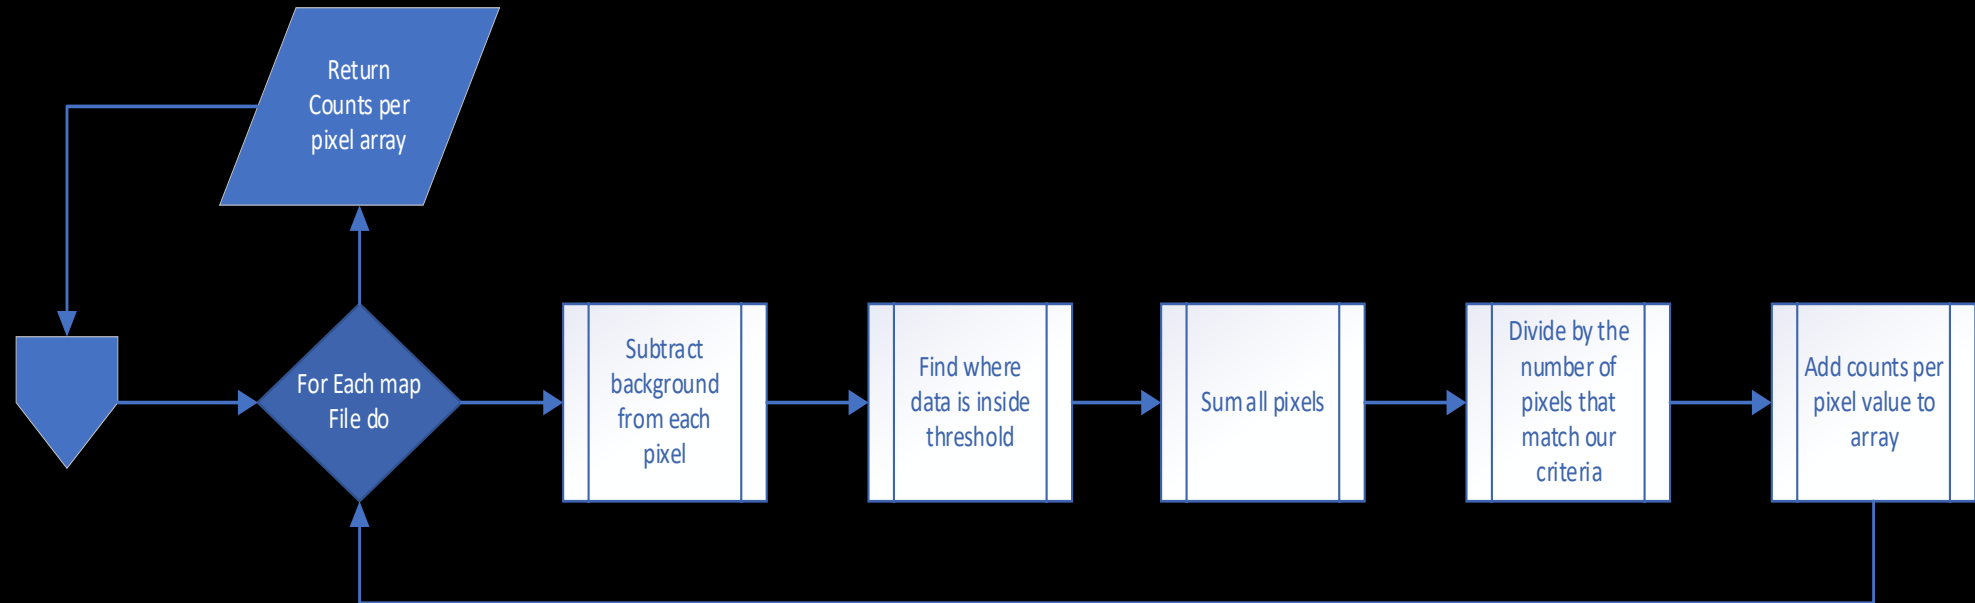 Return
Counts per
pixel array
For Each map
File do
Subtract
background
from each
pixel
Find where
data is inside
threshold
Sum all pixels
Divide by the
number of
pixels that
match our
criteria
Add counts per
pixel value to
array